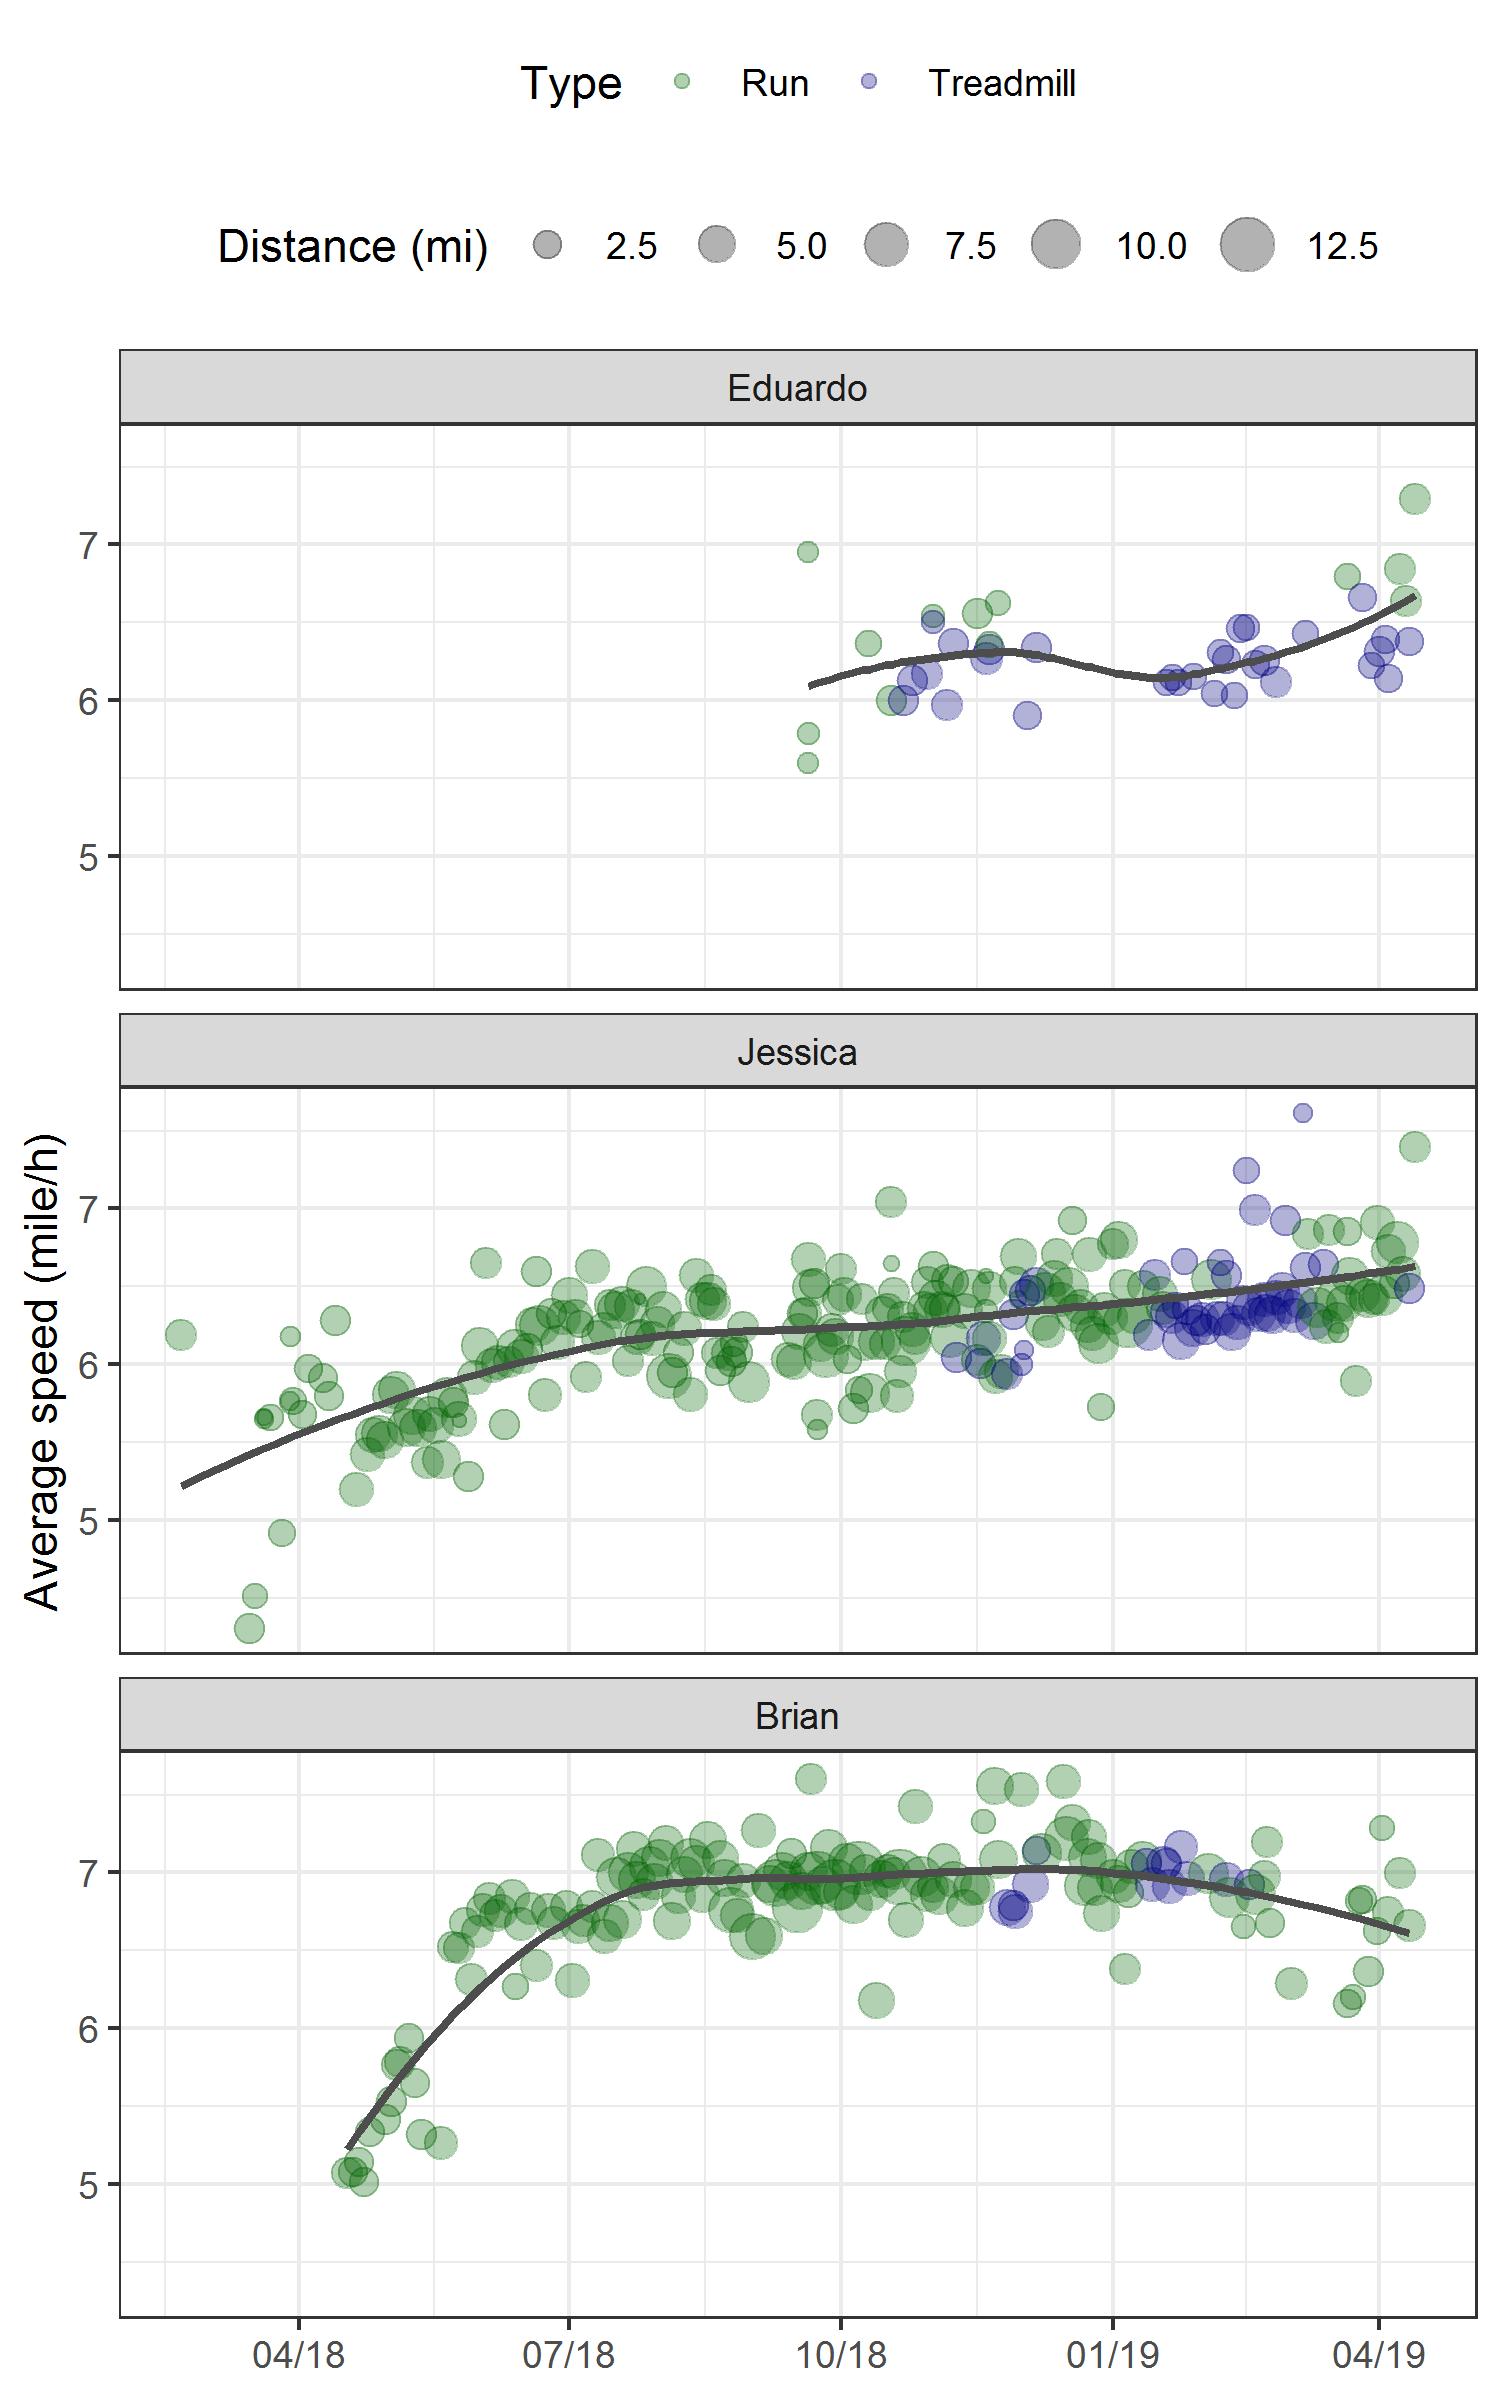 Type Run Treadmill
Distance (mi) 2.5 5.0 7.5 10.0 12.5
Eduardo
7
6
5
Jessica
Average speed (mile/h)
7
6
5
Brian
7
6
5
04/18 07/18 10/18 01/19 04/19